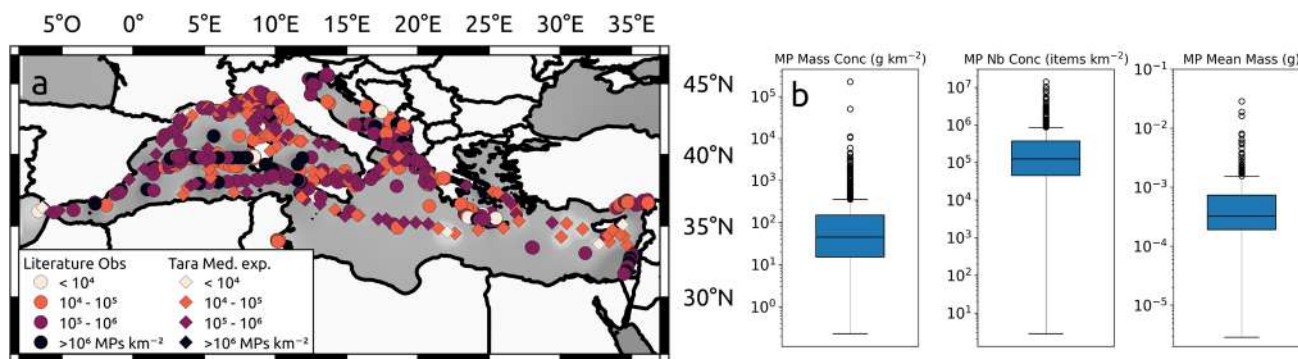 5°O 0° 5°E 10°E 15°E 20°E 25°E 30°E 35°E
a
45°N
40°N
35°N
30°N
Literature Obs
< 10⁴
10⁴ - 10⁵
10⁵ - 10⁶
>10⁶ MPs km⁻²
Tara Med. exp.
< 10⁴
10⁴ - 10⁵
10⁵ - 10⁶
>10⁶ MPs km⁻²
b
MP Mass Conc (g km⁻²)
10⁵
10⁴
10³
10²
10¹
10⁰
MP Nb Conc (items km⁻²)
10⁷
10⁶
10⁵
10⁴
10³
10²
10¹
MP Mean Mass (g)
10⁻¹
10⁻²
10⁻³
10⁻⁴
10⁻⁵